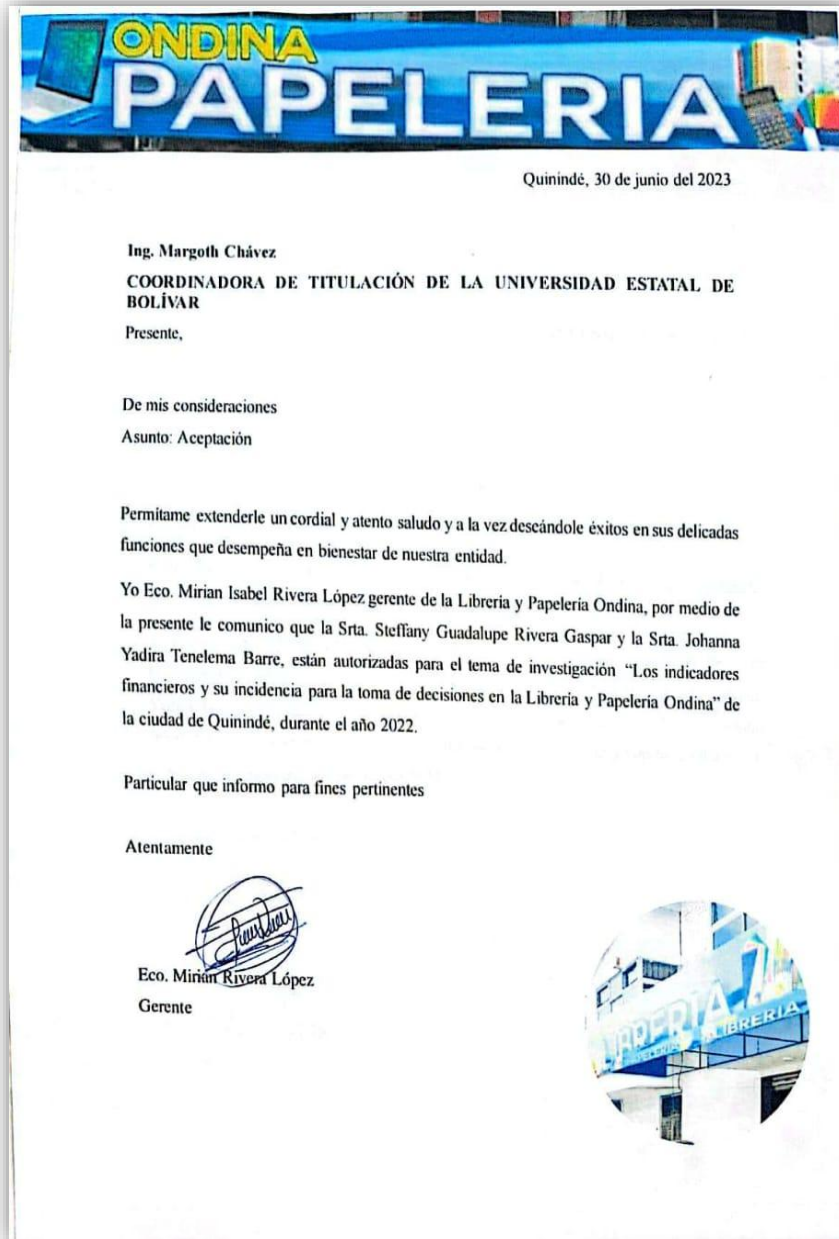 ONDINA
PAPELERIA
Quinindé, 30 de junio del 2023
Ing. Margoth Chávez
COORDINADORA DE TITULACIÓN DE LA UNIVERSIDAD ESTATAL DE
BOLÍVAR
Presente,
De mis consideraciones
Asunto: Aceptación
Permítame extenderle un cordial y atento saludo y a la vez deseándole éxitos en sus delicadas
funciones que desempeña en bienestar de nuestra entidad.
Yo Eco. Mirian Isabel Rivera López gerente de la Librería y Papelería Ondina, por medio de
la presente le comunico que la Srta. Steffany Guadalupe Rivera Gaspar y la Srta. Johanna
Yadira Tenelema Barre, están autorizadas para el tema de investigación “Los indicadores
financieros y su incidencia para la toma de decisiones en la Librería y Papelería Ondina” de
la ciudad de Quinindé, durante el año 2022.
Particular que informo para fines pertinentes
Atentamente
Eco. Mirian Rivera López
Gerente
LIBRERIA
PAPELERIA
LIBRERIA